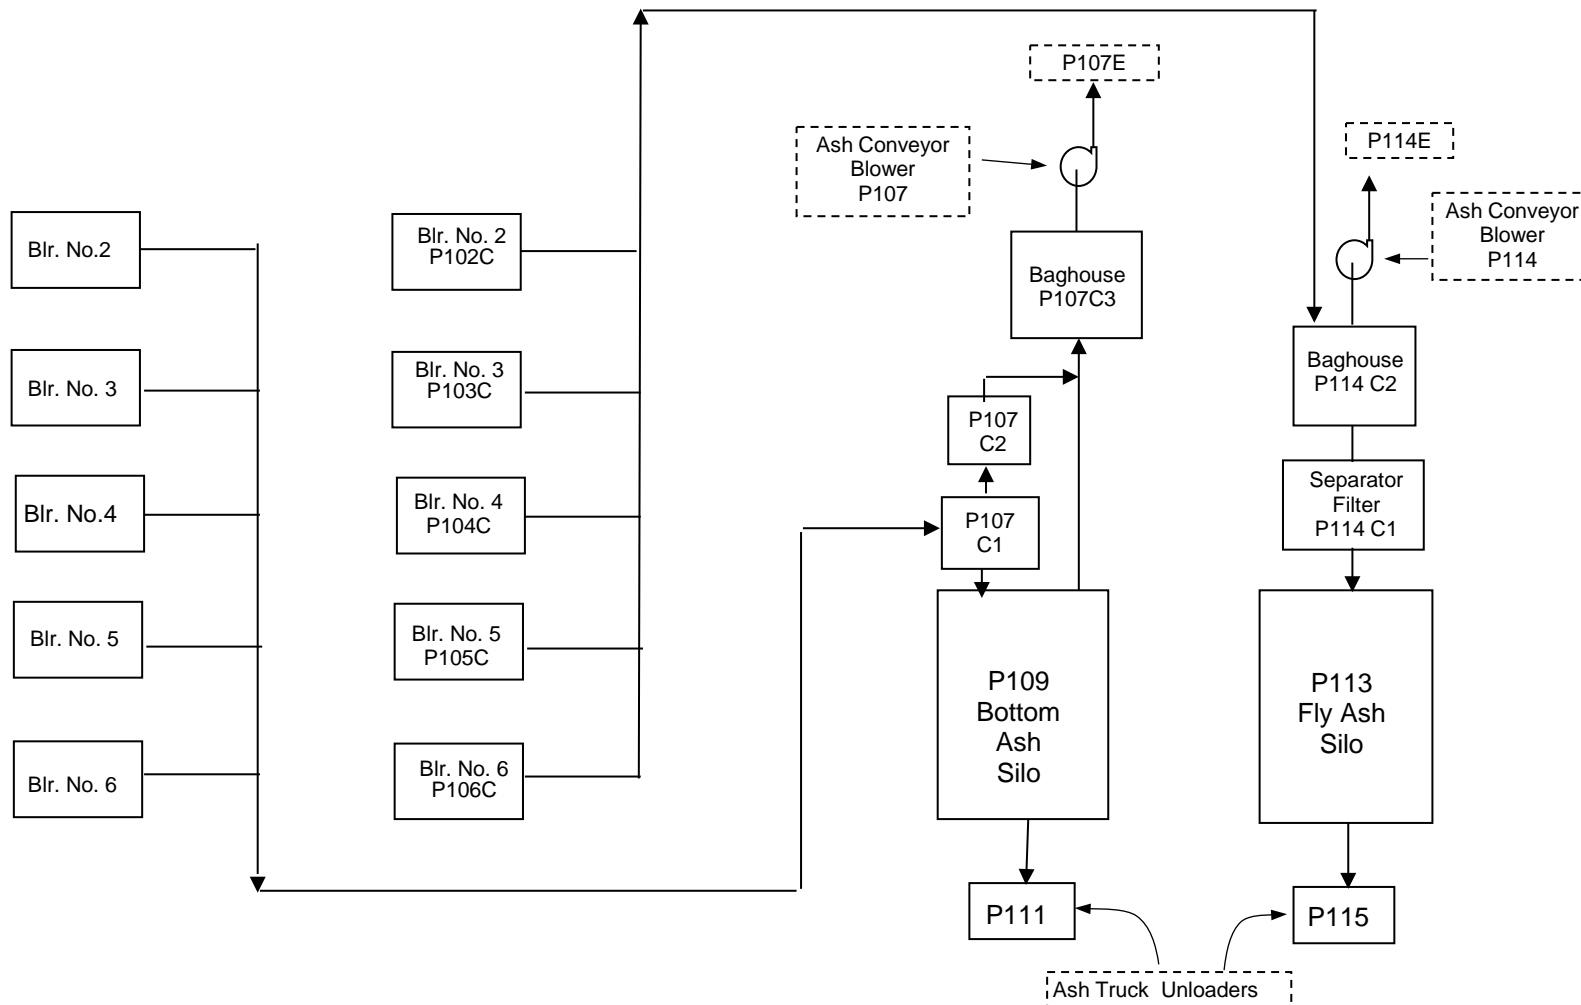 P107E
Ash Conveyor
Blower
P107
P114E
Ash Conveyor
Blower
P114
Blr. No.2
Blr. No. 3
Blr. No.4
Blr. No. 5
Blr. No. 6
Blr. No. 2
P102C
Blr. No. 3
P103C
Blr. No. 4
P104C
Blr. No. 5
P105C
Blr. No. 6
P106C
Baghouse
P107C3
P107
C2
P107
C1
P109
Bottom
Ash
Silo
P111
Baghouse
P114 C2
Separator
Filter
P114 C1
P113
Fly Ash
Silo
P115
Ash Truck  Unloaders